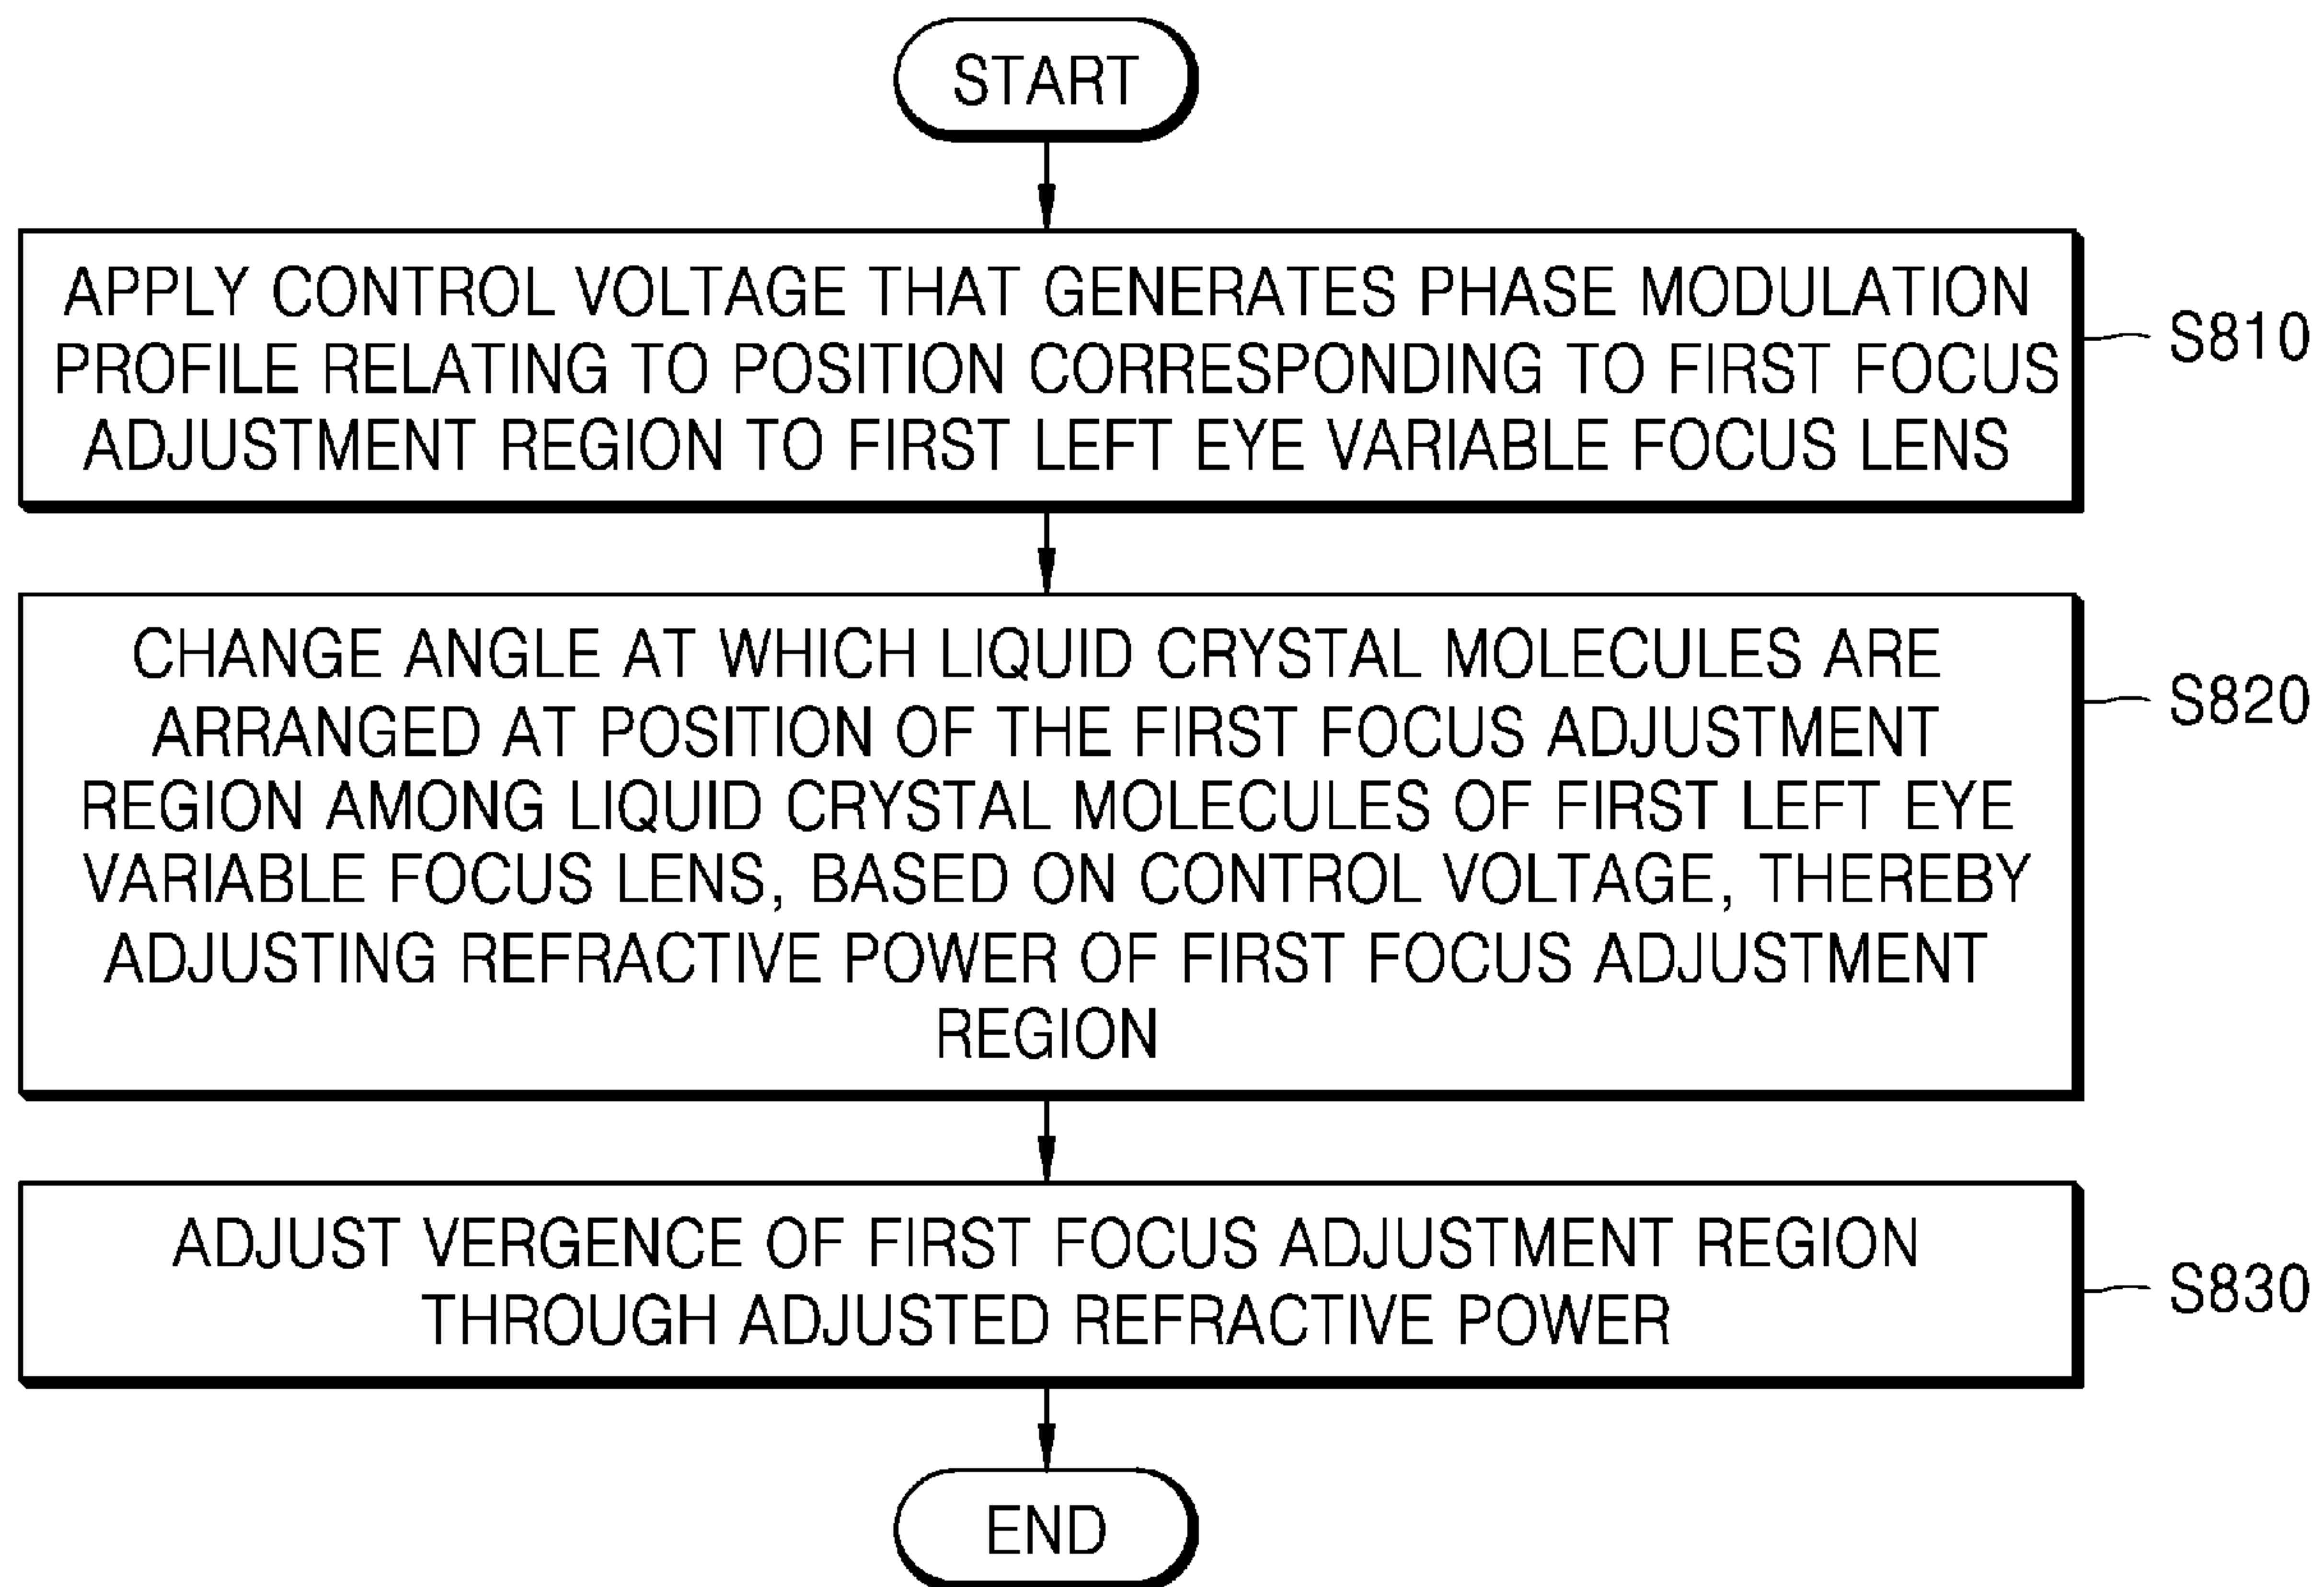 START
APPLY CONTROL VOLTAGE THAT GENERATES PHASE MODULATION
PROFILE RELATING TO POSITION CORRESPONDING TO FIRST FOCUS
ADJUSTMENT REGION TO FIRST LEFT EYE VARIABLE FOCUS LENS
S810
CHANGE ANGLE AT WHICH LIQUID CRYSTAL MOLECULES ARE
ARRANGED AT POSITION OF THE FIRST FOCUS ADJUSTMENT
REGION AMONG LIQUID CRYSTAL MOLECULES OF FIRST LEFT EYE
VARIABLE FOCUS LENS, BASED ON CONTROL VOLTAGE, THEREBY
ADJUSTING REFRACTIVE POWER OF FIRST FOCUS ADJUSTMENT
REGION
S820
ADJUST VERGENCE OF FIRST FOCUS ADJUSTMENT REGION
THROUGH ADJUSTED REFRACTIVE POWER
S830
END